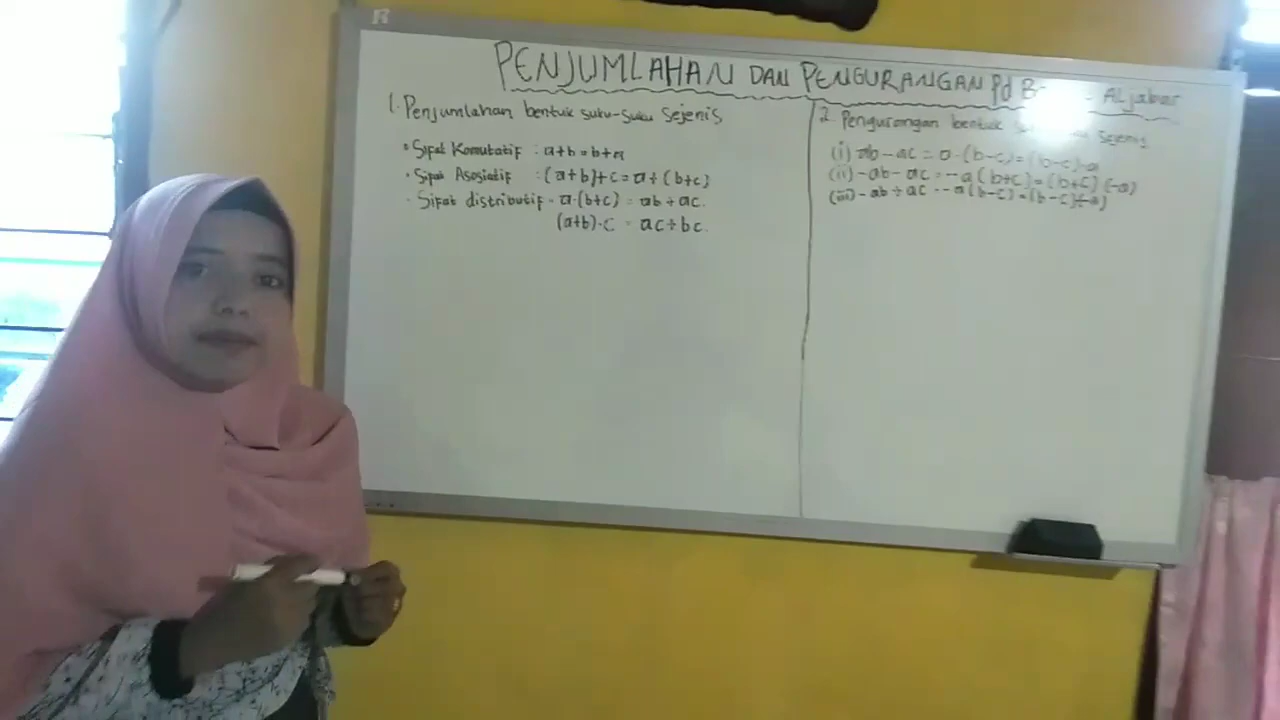 PENJUMLAHAN DAN PENGURANGAN Pd Aljabar
1. Penjumlahan bentuk suku-suku sejenis
• Sifat Komutatif : a+b = b+a
• Sifat Asosiatif : (a+b)+c = a+(b+c)
• Sifat distributif = a.(b+c) = ab + ac.
(a+b).c = ac + bc.
2. Pengurangan bentuk sejenis
(i) ab - ac = a.(b-c) = (b-c).a
(ii) -ab - ac = -a(b+c) = (b+c)(-a)
(iii) -ab + ac = -a(b-c) = (b-c)(-a)